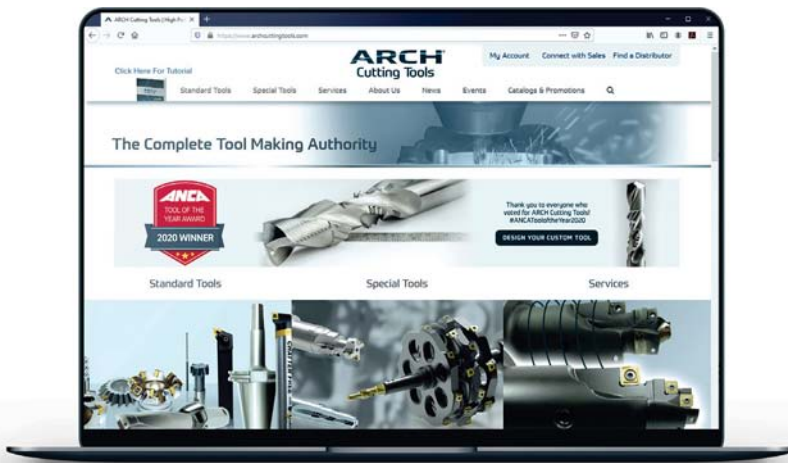 ARCH Cutting Tools | High Per
https://www.archcuttingtools.com
My Account Connect with Sales Find a Distributor
ARCH
Cutting Tools
Click Here For Tutorial
Standard Tools Special Tools Services About Us News Events Catalogs & Promotions
The Complete Tool Making Authority
ANCA
TOOL OF THE
YEAR AWARD
2020 WINNER
Thank you to everyone who
voted for ARCH Cutting Tools!
#ANCATooloftheYear2020
DESIGN YOUR CUSTOM TOOL
Standard Tools Special Tools Services